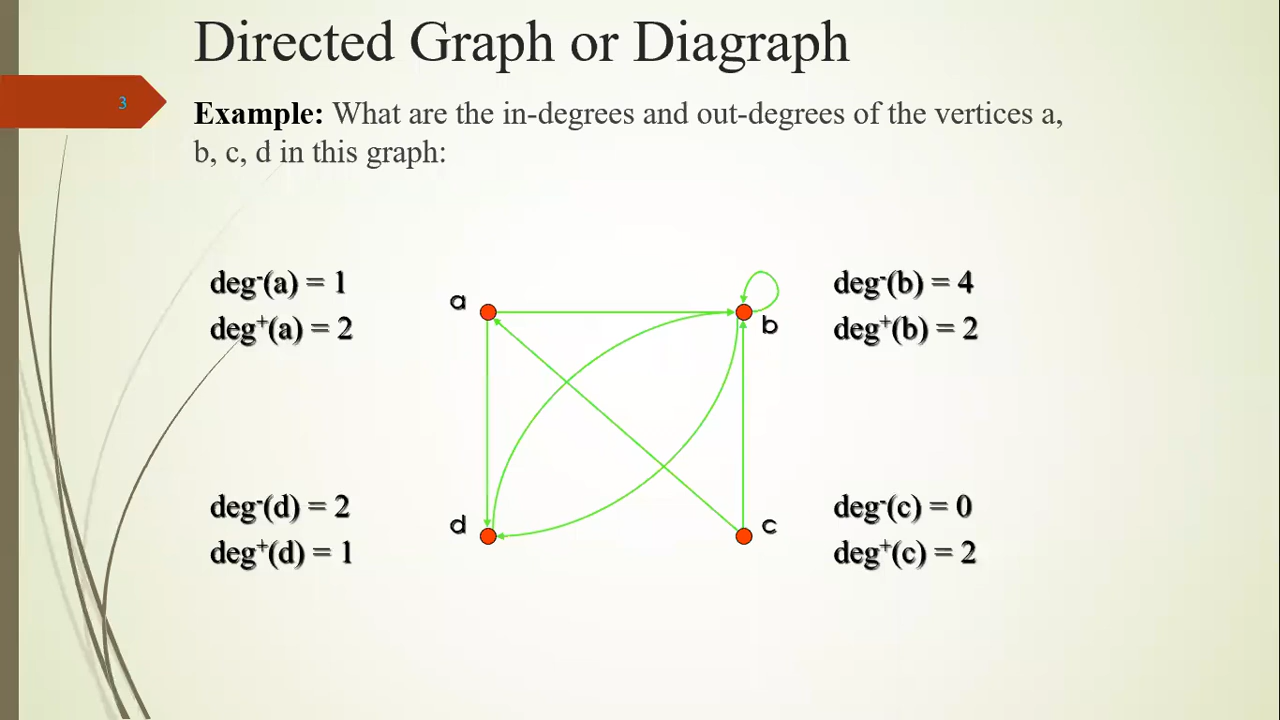 Directed Graph or Diagraph
3
Example: What are the in-degrees and out-degrees of the vertices a,
b, c, d in this graph:
deg⁻(a) = 1
deg⁺(a) = 2
a
b
deg⁻(b) = 4
deg⁺(b) = 2
deg⁻(d) = 2
deg⁺(d) = 1
d
c
deg⁻(c) = 0
deg⁺(c) = 2